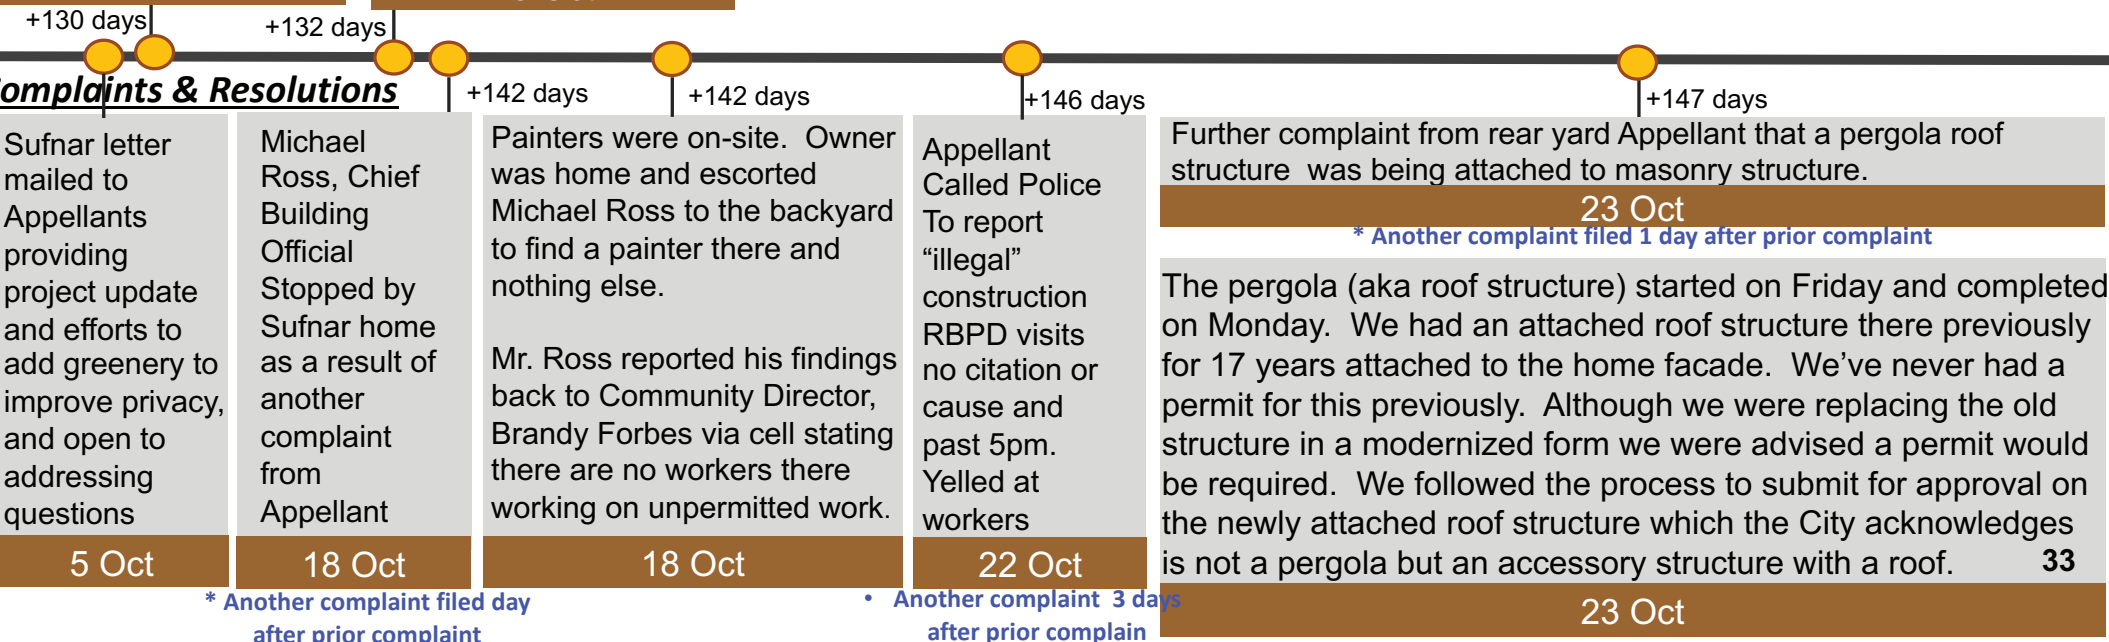 +130 days
+132 days
omplaints & Resolutions
+142 days
+142 days
+146 days
+147 days
Sufnar letter
mailed to
Appellants
providing
project update
and efforts to
add greenery to
improve privacy,
and open to
addressing
questions
5 Oct
Michael
Ross, Chief
Building
Official
Stopped by
Sufnar home
as a result of
another
complaint
from
Appellant
18 Oct
* Another complaint filed day
after prior complaint
Painters were on-site.  Owner
was home and escorted
Michael Ross to the backyard
to find a painter there and
nothing else.
Mr. Ross reported his findings
back to Community Director,
Brandy Forbes via cell stating
there are no workers there
working on unpermitted work.
18 Oct
Appellant
Called Police
To report
“illegal”
construction
RBPD visits
no citation or
cause and
past 5pm.
Yelled at
workers
22 Oct
• Another complaint  3 days
after prior complain
Further complaint from rear yard Appellant that a pergola roof
structure  was being attached to masonry structure.
23 Oct
* Another complaint filed 1 day after prior complaint
The pergola (aka roof structure) started on Friday and completed
on Monday.  We had an attached roof structure there previously
for 17 years attached to the home facade.  We’ve never had a
permit for this previously.  Although we were replacing the old
structure in a modernized form we were advised a permit would
be required.  We followed the process to submit for approval on
the newly attached roof structure which the City acknowledges
is not a pergola but an accessory structure with a roof.
33
23 Oct